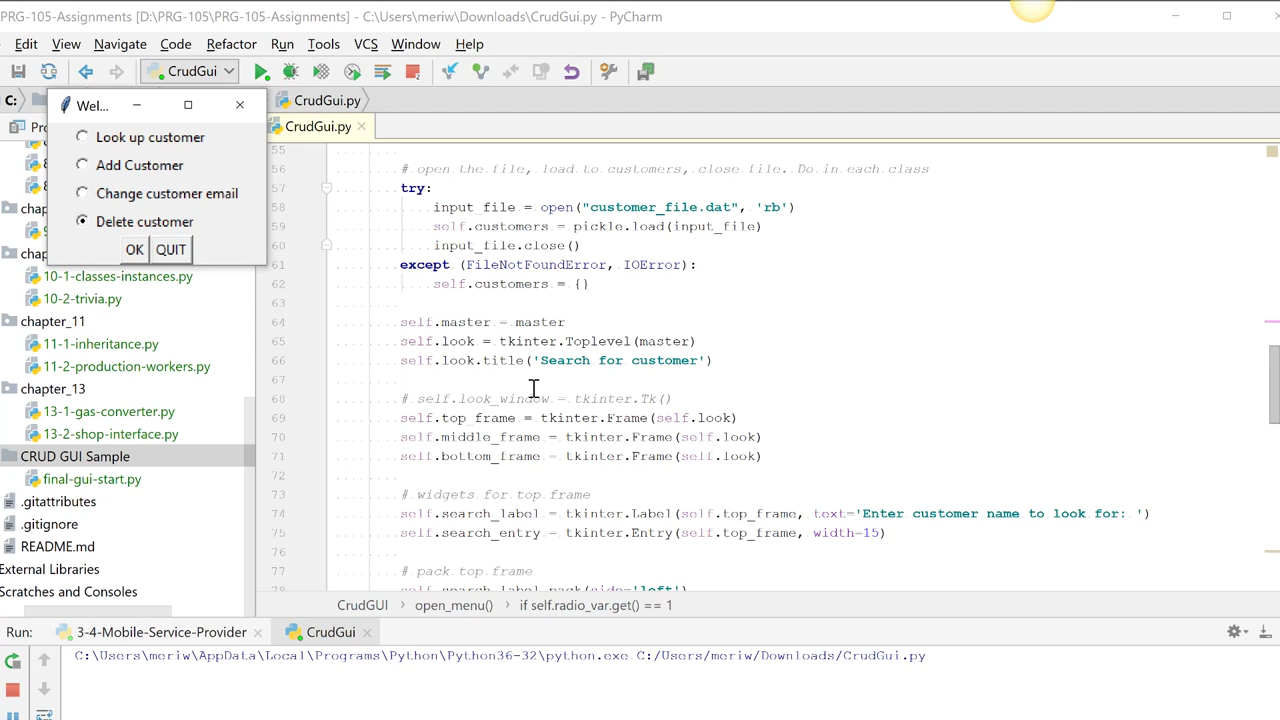 PRG-105-Assignments [D:\PRG-105\PRG-105-Assignments] - C:\Users\meriw\Downloads\CrudGui.py - PyCharm
Edit View Navigate Code Refactor Run Tools VCS Window Help
CrudGui
C: CrudGui.py
Wel...
Pro CrudGui.py
Look up customer
Add Customer
Change customer email
Delete customer
OK QUIT
chap
chap
10-1-classes-instances.py
10-2-trivia.py
chapter_11
11-1-inheritance.py
11-2-production-workers.py
chapter_13
13-1-gas-converter.py
13-2-shop-interface.py
CRUD GUI Sample
final-gui-start.py
.gitattributes
.gitignore
README.md
External Libraries
Scratches and Consoles
55
56 # open the file, load to customers, close file. Do in each class
57 try:
58 input_file = open("customer_file.dat", 'rb')
59 self.customers = pickle.load(input_file)
60 input_file.close()
61 except (FileNotFoundError, IOError):
62 self.customers = {}
63
64 self.master = master
65 self.look = tkinter.Toplevel(master)
66 self.look.title('Search for customer')
67
68 # self.look_window = tkinter.Tk()
69 self.top_frame = tkinter.Frame(self.look)
70 self.middle_frame = tkinter.Frame(self.look)
71 self.bottom_frame = tkinter.Frame(self.look)
72
73 # widgets for top frame
74 self.search_label = tkinter.Label(self.top_frame, text='Enter customer name to look for: ')
75 self.search_entry = tkinter.Entry(self.top_frame, width=15)
76
77 # pack top frame
78 self.search_label.pack(side='left')
CrudGUI open_menu() if self.radio_var.get() == 1
Run: 3-4-Mobile-Service-Provider CrudGui
C:\Users\meriw\AppData\Local\Programs\Python\Python36-32\python.exe C:/Users/meriw/Downloads/CrudGui.py